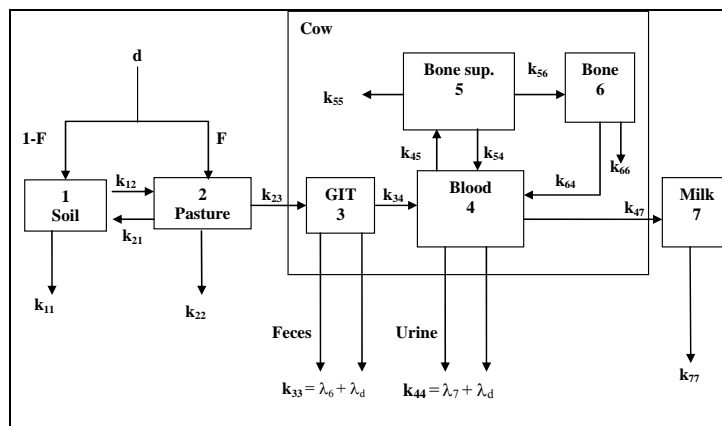 Cow
d
Bone sup.
5
k56
Bone
6
k55
1-F
F
k45
k54
k66
k64
k12
1
Soil
2
Pasture
k23
GIT
3
k34
Blood
4
k47
Milk
7
k21
k11
k22
Feces
Urine
k33 = λ6 + λd
k44 = λ7 + λd
k77